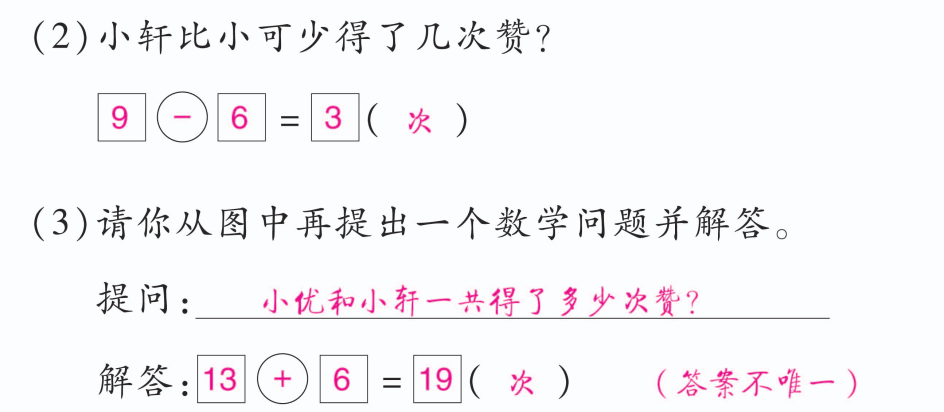 (2)小轩比小可少得了几次赞?
9 - 6 = 3 ( 次 )
(3)请你从图中再提出一个数学问题并解答。
提问:小优和小轩一共得了多少次赞?
解答:13 + 6 = 19 ( 次 ) (答案不唯一)